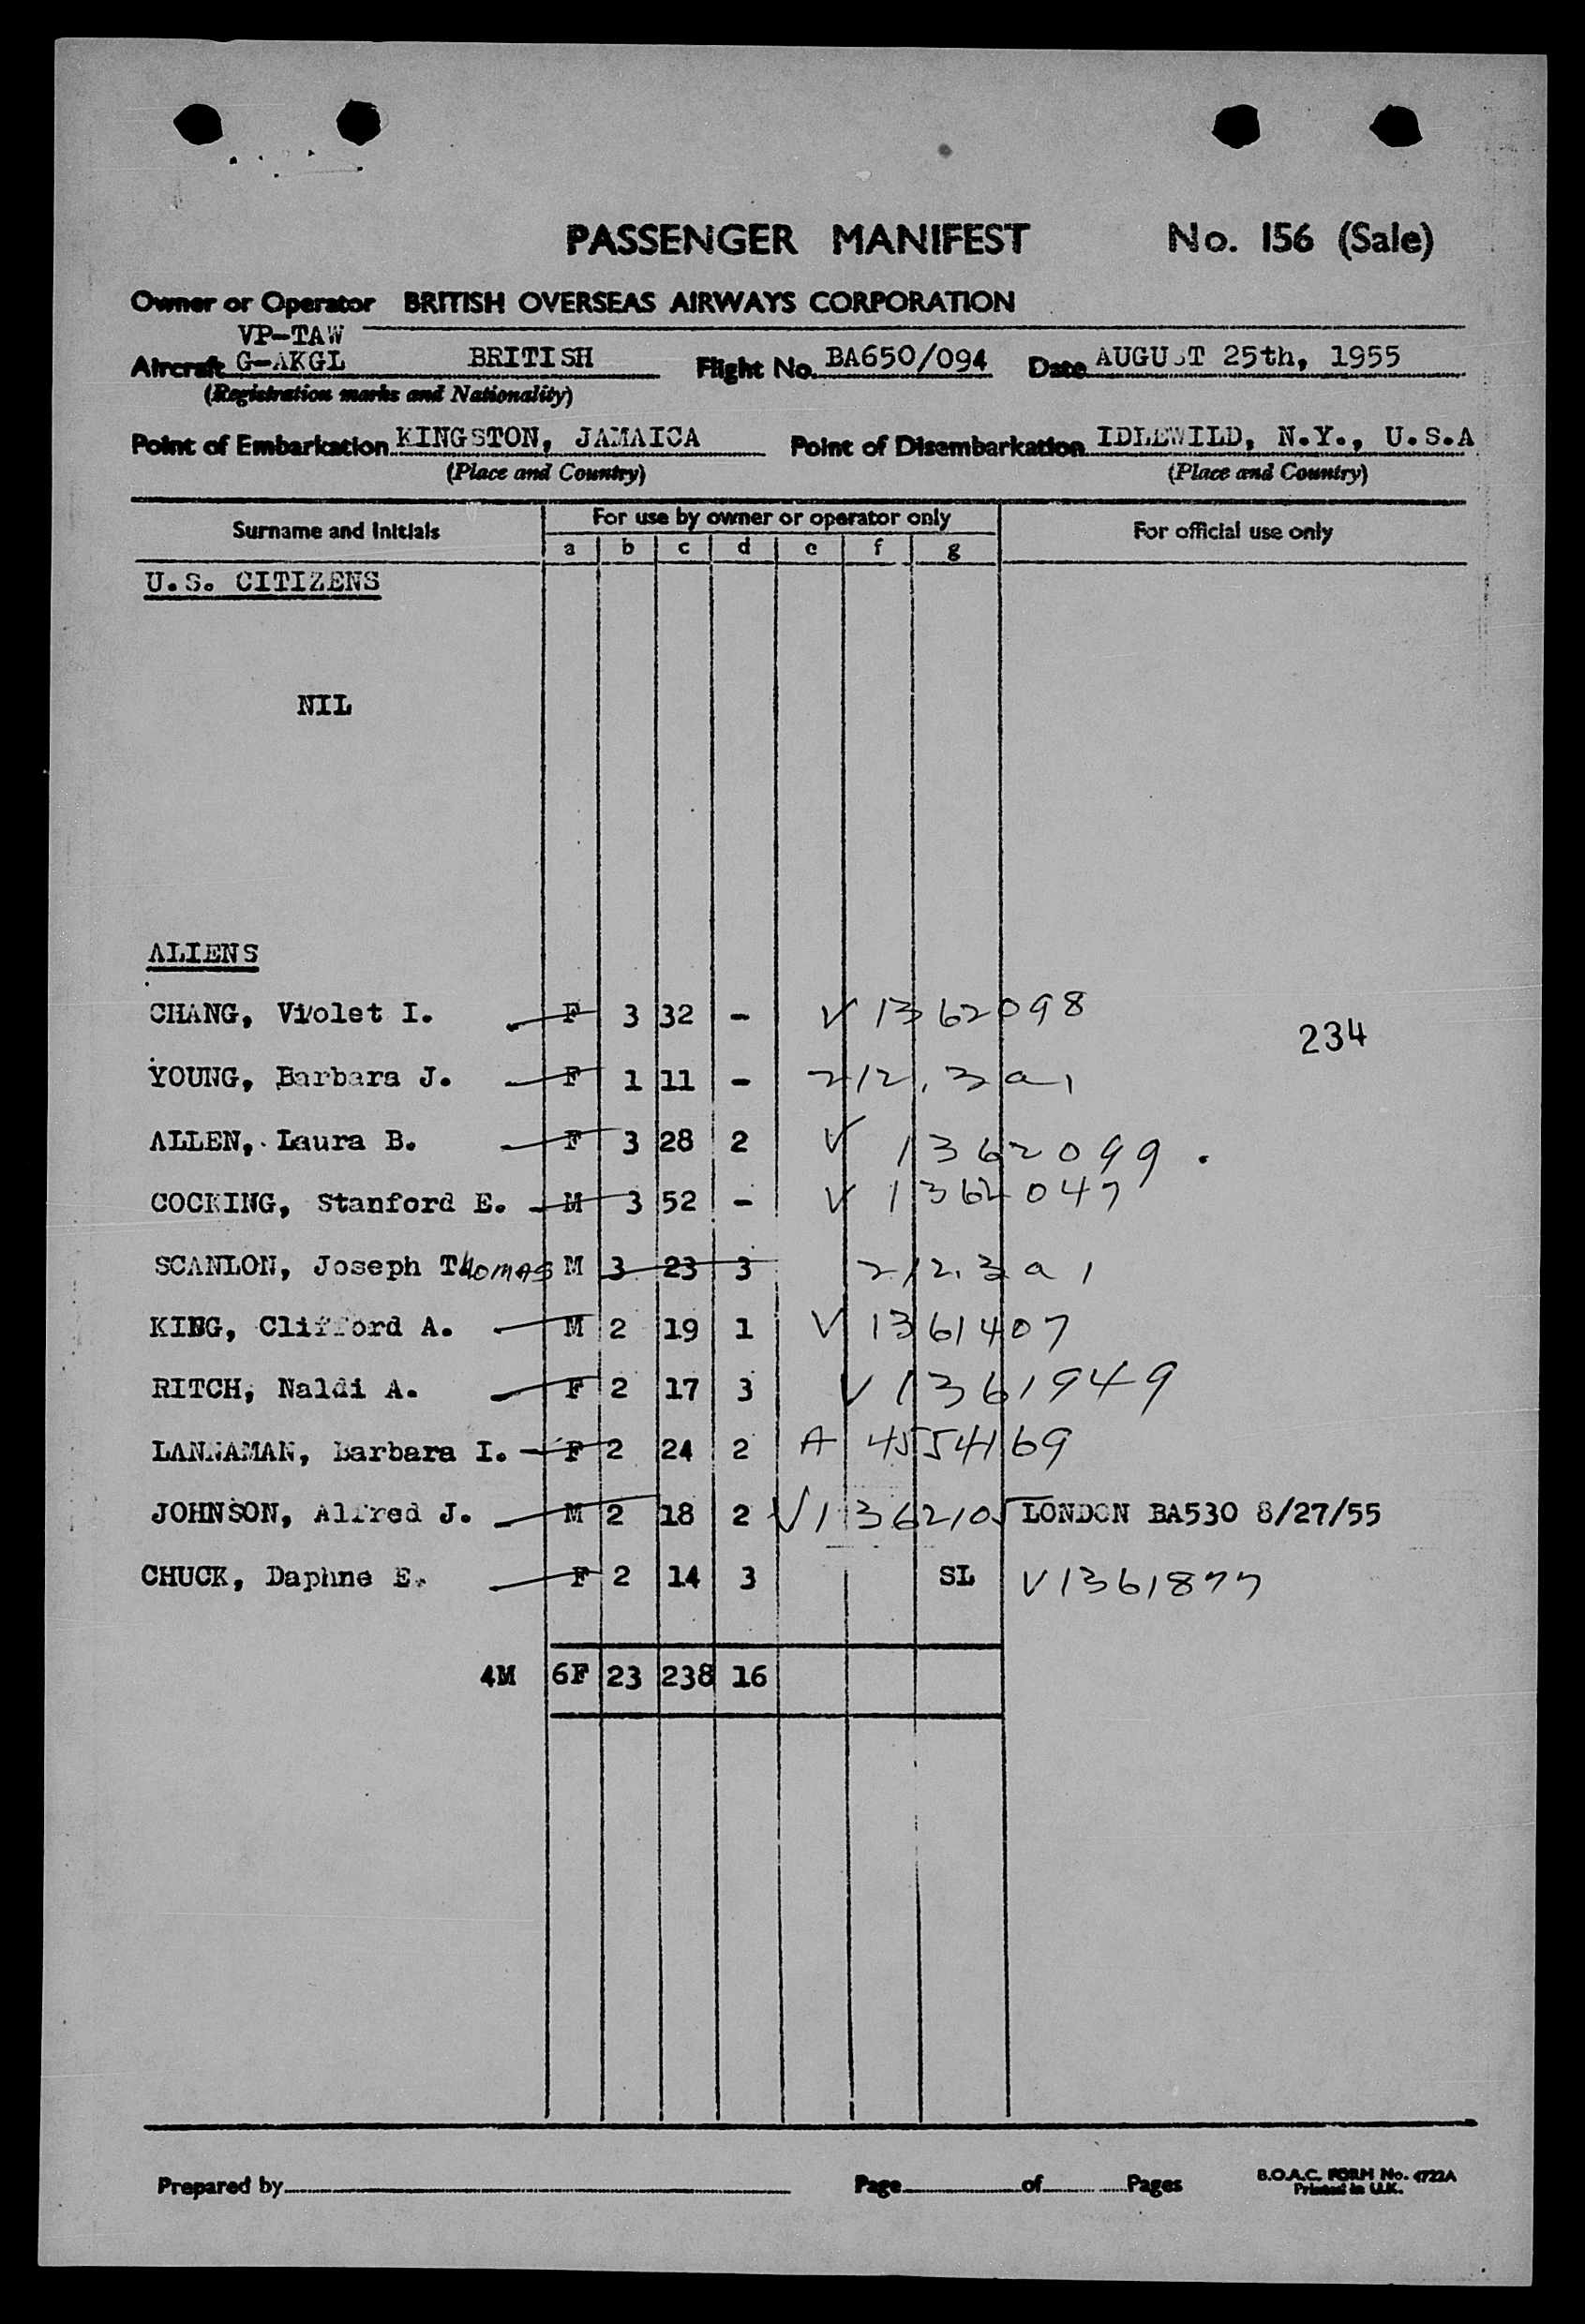 PASSENGER MANIFEST No. 156 (Sale)
Owner or Operator BRITISH OVERSEAS AIRWAYS CORPORATION
VP-TAW
Aircraft G-AKGL BRITISH Flight No. BA650/094 Date AUGUST 25th, 1955
(Registration marks and Nationality)
Point of Embarkation KINGSTON, JAMAICA Point of Disembarkation IDLEWILD, N.Y., U.S.A
(Place and Country) (Place and Country)
Surname and Initials For use by owner or operator only For official use only
a b c d e f g
U.S. CITIZENS
NIL
ALIENS
CHANG, Violet I. F 3 32 - V 1362098
234
YOUNG, Barbara J. F 1 11 - 212.3a1
ALLEN, Laura B. F 3 28 2 V 1362099.
COCKING, Stanford E. M 3 52 - V 1362047
SCANLON, Joseph THOMAS M 3 23 3 212.3a1
KING, Clifford A. M 2 19 1 V 1361407
RITCH, Naldi A. F 2 17 3 V 1361949
LANNAMAN, Barbara I. F 2 24 2 A 4554169
JOHNSON, Alfred J. M 2 18 2 V1362105 LONDON BA530 8/27/55
CHUCK, Daphne E. F 2 14 3 SL V1361877
4M 6F 23 238 16
Prepared by Page of Pages B.O.A.C. FORM No. 4722A
Printed in U.K.